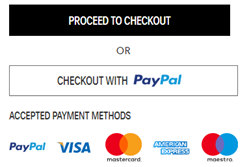 PROCEED TO CHECKOUT
OR
CHECKOUT WITH PayPal
ACCEPTED PAYMENT METHODS
PayPal VISA mastercard AMERICAN EXPRESS maestro